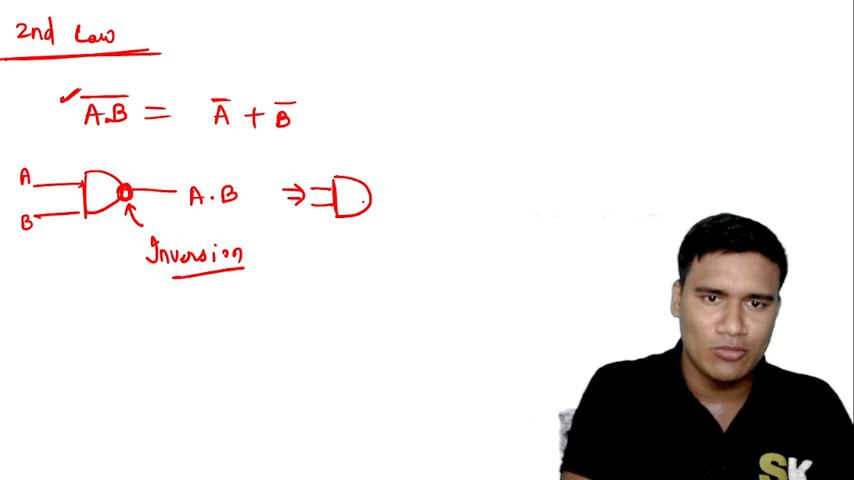 2nd Law
A̅.̅B̅ = A̅ + B̅
A
A.B
B
Inversion
SK